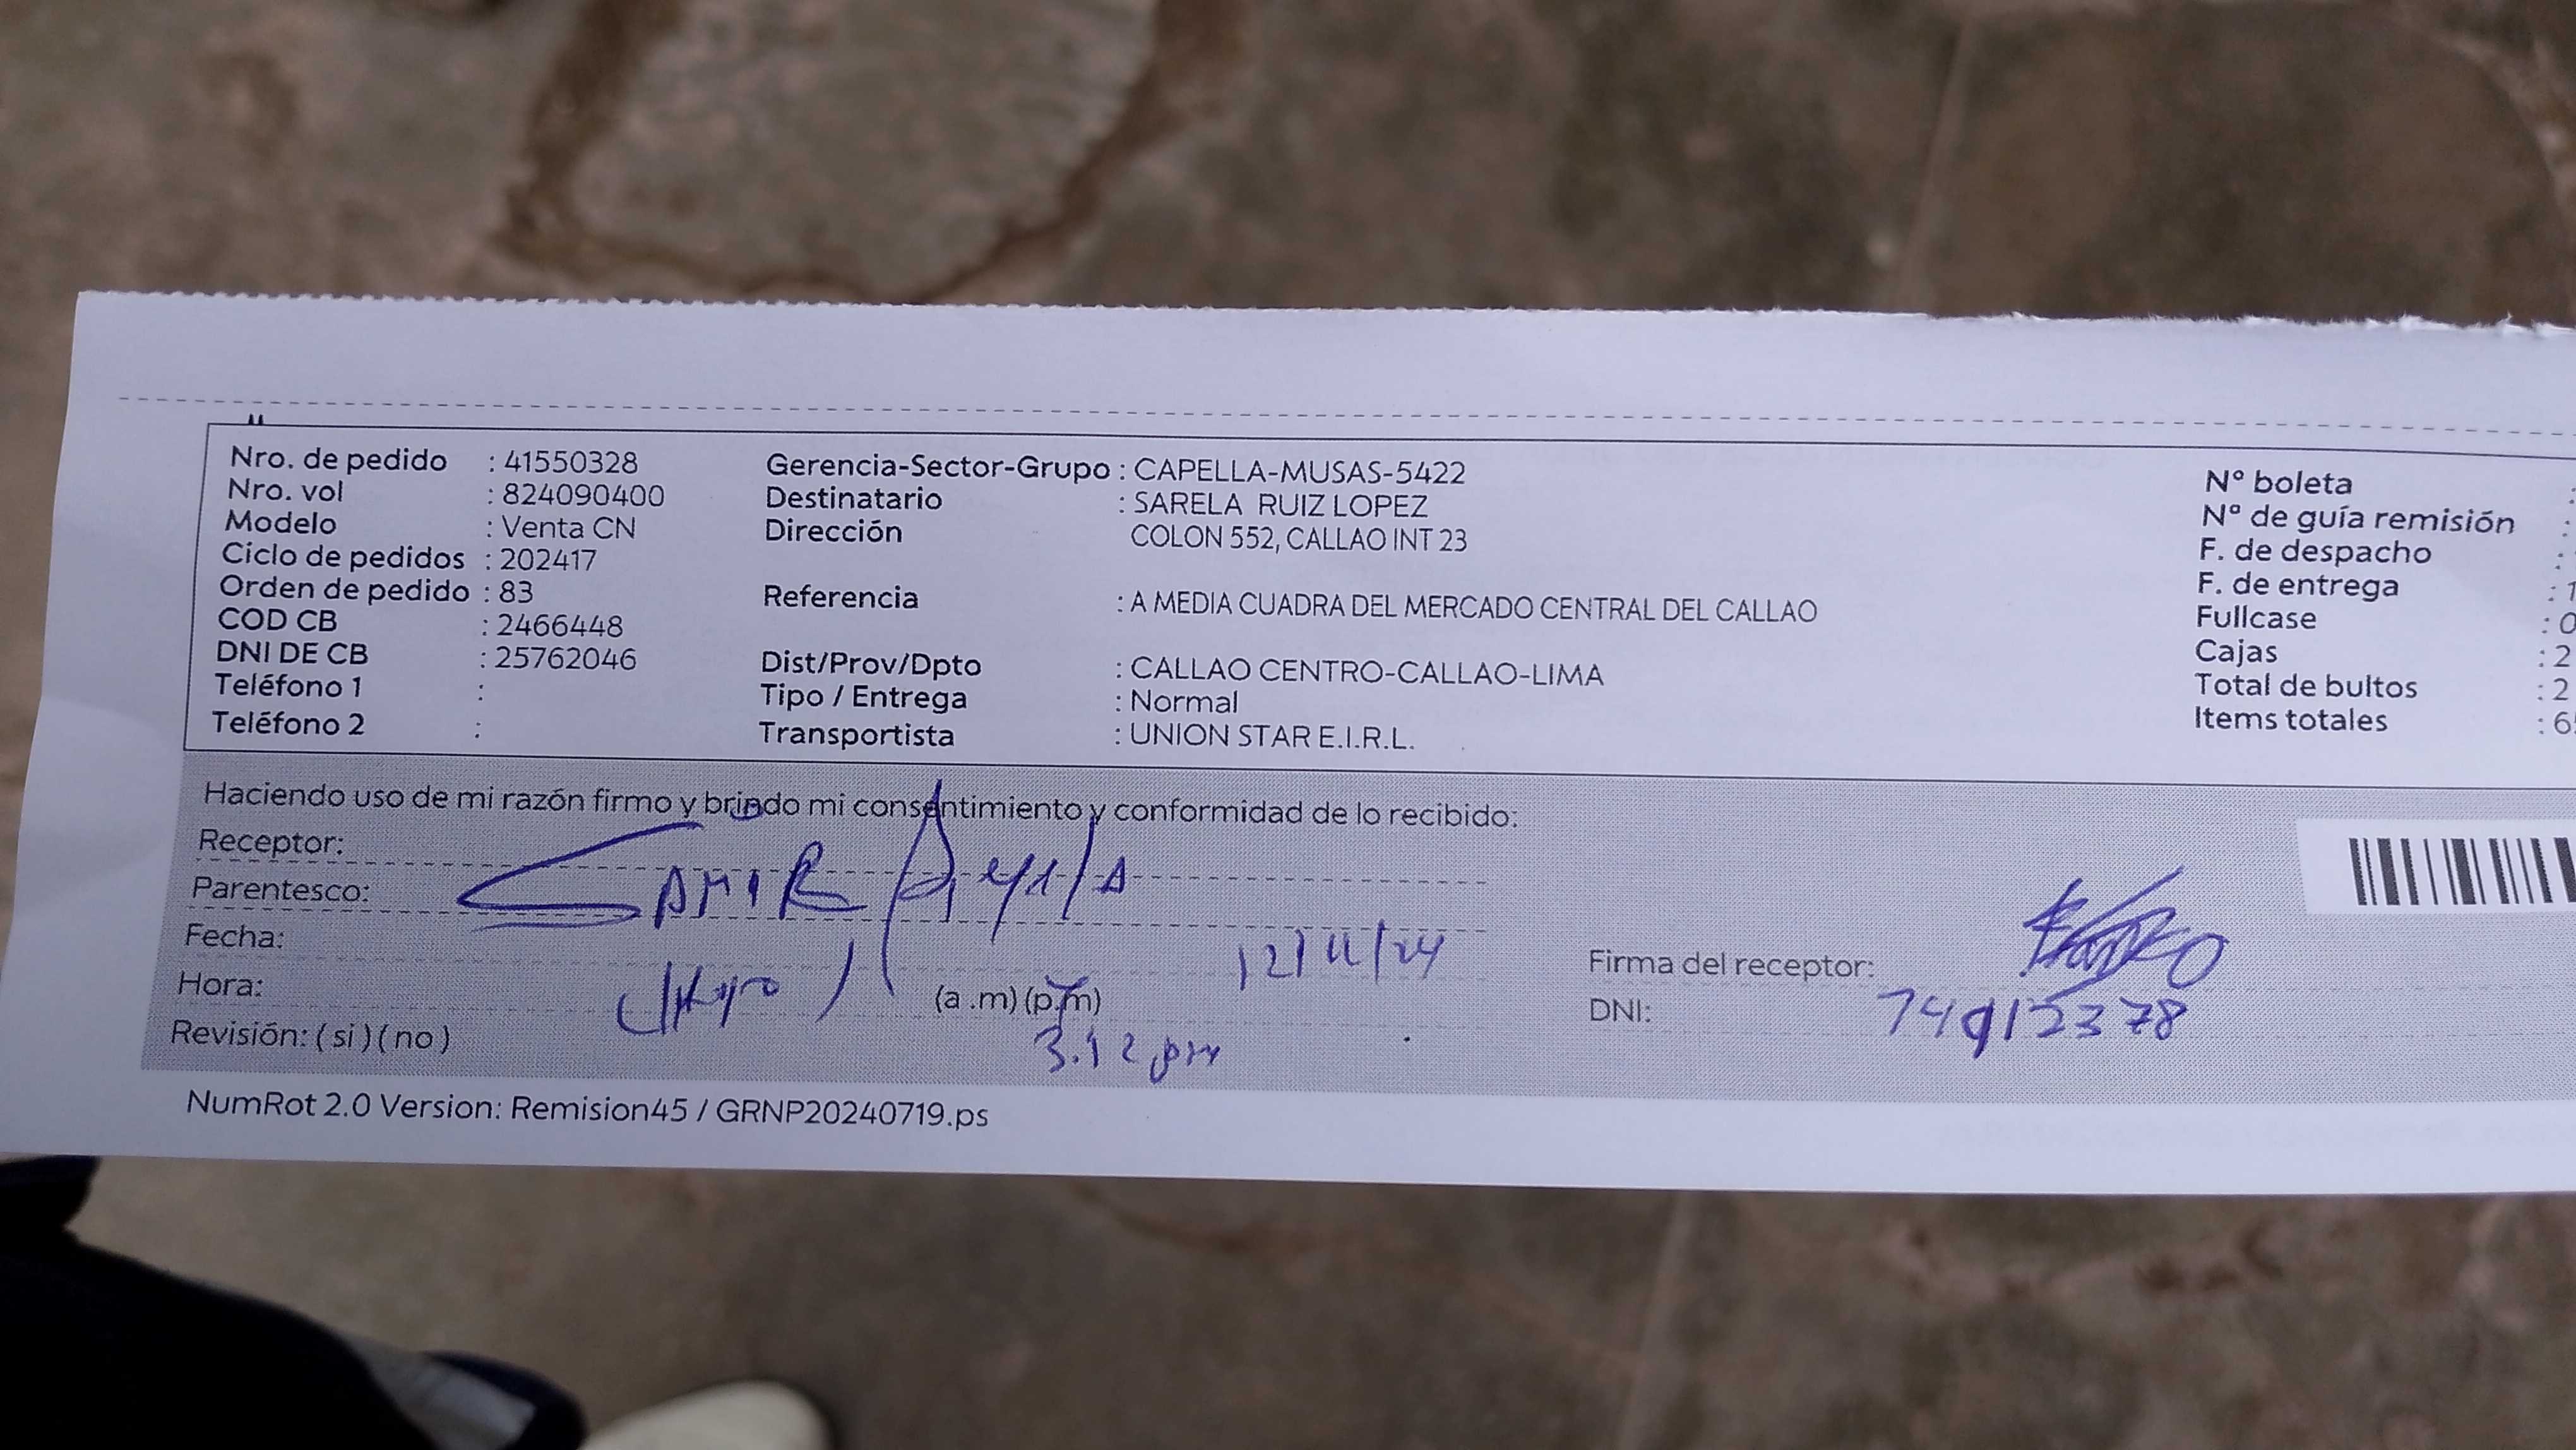 Nro. de pedido : 41550328
Nro. vol : 824090400
Modelo : Venta CN
Ciclo de pedidos : 202417
Orden de pedido : 83
COD CB : 2466448
DNI DE CB : 25762046
Teléfono 1 :
Teléfono 2 :
Gerencia-Sector-Grupo : CAPELLA-MUSAS-5422
Destinatario : SARELA RUIZ LOPEZ
Dirección COLON 552, CALLAO INT 23
Referencia : A MEDIA CUADRA DEL MERCADO CENTRAL DEL CALLAO
Dist/Prov/Dpto : CALLAO CENTRO-CALLAO-LIMA
Tipo / Entrega : Normal
Transportista : UNION STAR E.I.R.L.
Nº boleta :
Nº de guía remisión :
F. de despacho :
F. de entrega : 1
Fullcase : 0
Cajas : 2
Total de bultos : 2
Items totales : 6
Haciendo uso de mi razón firmo y brindo mi consentimiento y conformidad de lo recibido:
Receptor:
Parentesco: SAMIR
Fecha: 12/11/24
Hora: (a .m) (p.m) 3.12 pm
Revisión: ( si ) ( no )
Firma del receptor:
DNI: 74912378
NumRot 2.0 Version: Remision45 / GRNP20240719.ps